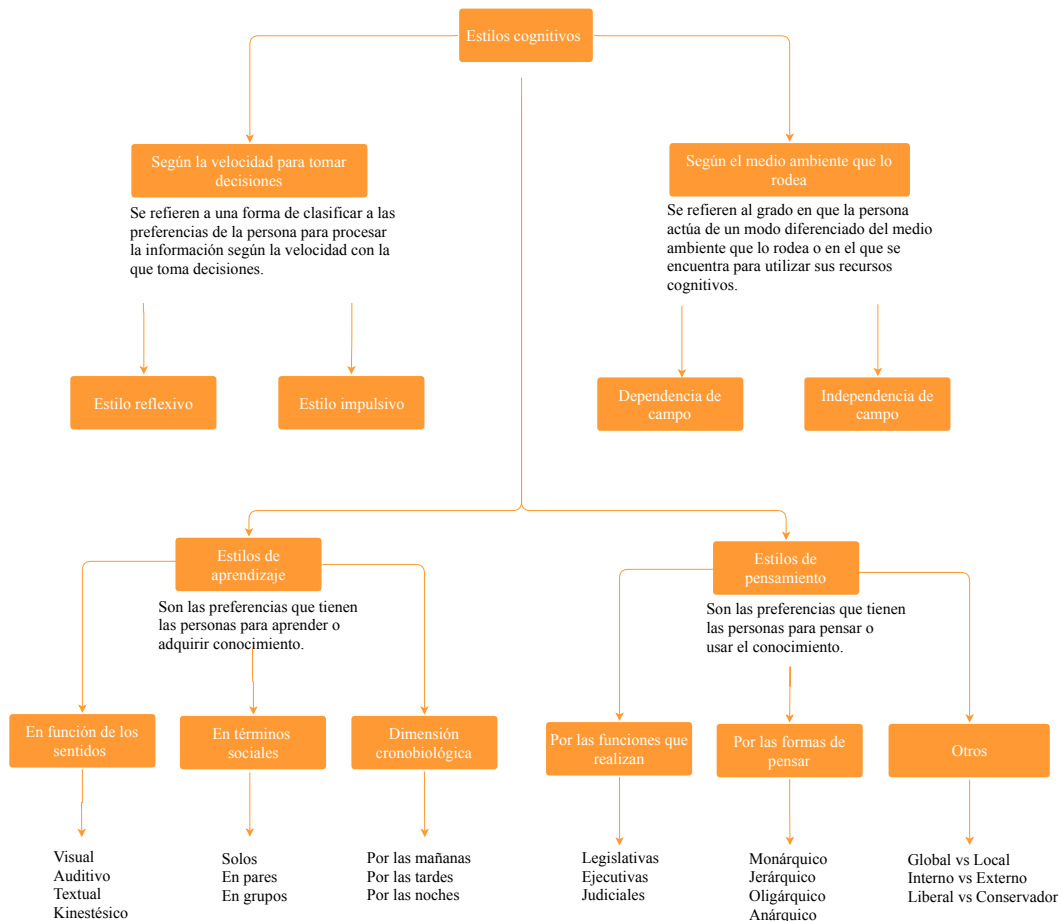 Estilos cognitivos
Según la velocidad para tomar
decisiones
Se refieren a una forma de clasificar a las
preferencias de la persona para procesar
la información según la velocidad con la
que toma decisiones.
Estilo reflexivo
Estilo impulsivo
Según el medio ambiente que lo
rodea
Se refieren al grado en que la persona
actúa de un modo diferenciado del medio
ambiente que lo rodea o en el que se
encuentra para utilizar sus recursos
cognitivos.
Dependencia de
campo
Independencia de
campo
Estilos de
aprendizaje
Son las preferencias que tienen
las personas para aprender o
adquirir conocimiento.
En función de los
sentidos
Visual
Auditivo
Textual
Kinestésico
En términos
sociales
Solos
En pares
En grupos
Dimensión
cronobiológica
Por las mañanas
Por las tardes
Por las noches
Estilos de
pensamiento
Son las preferencias que tienen
las personas para pensar o
usar el conocimiento.
Por las funciones que
realizan
Legislativas
Ejecutivas
Judiciales
Por las formas de
pensar
Monárquico
Jerárquico
Oligárquico
Anárquico
Otros
Global vs Local
Interno vs Externo
Liberal vs Conservador